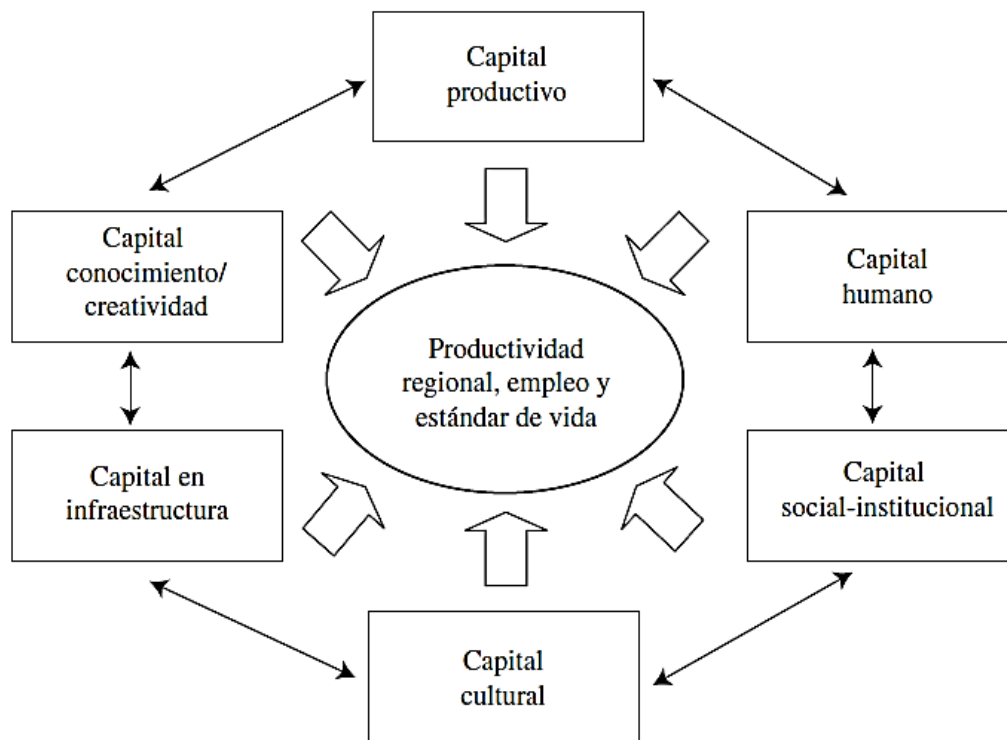 Capital
productivo
Capital
conocimiento/
creatividad
Capital
humano
Productividad
regional, empleo y
estándar de vida
Capital en
infraestructura
Capital
social-institucional
Capital
cultural